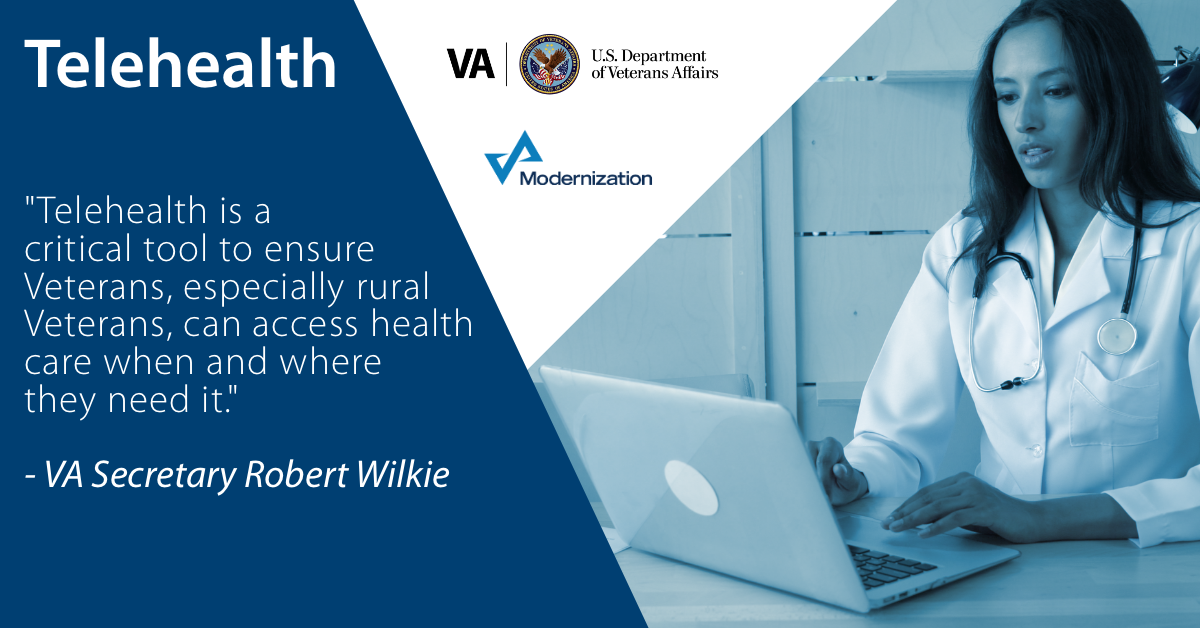 Telehealth
"Telehealth is a
critical tool to ensure
Veterans, especially rural
Veterans, can access health
care when and where
they need it."
- VA Secretary Robert Wilkie
VA
U.S. Department
of Veterans Affairs
Modernization